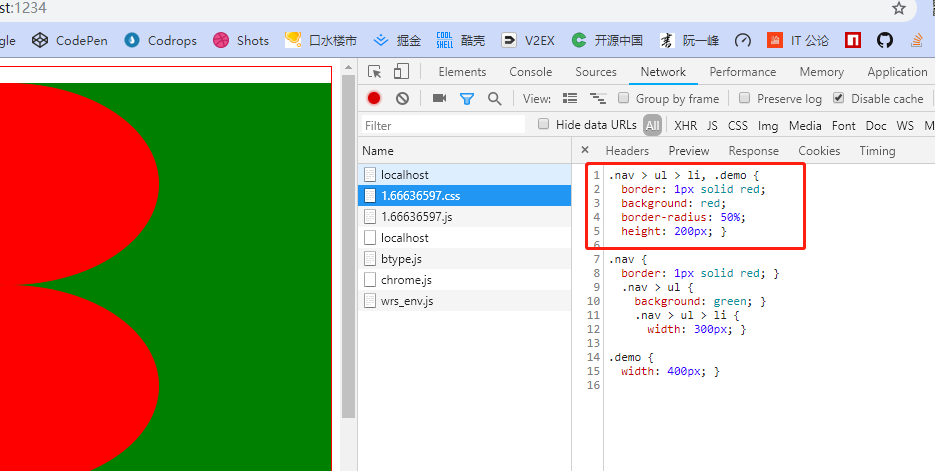 st:1234
gle CodePen Codrops Shots 口水楼市 掘金 COOL SHELL 酷壳 V2EX 开源中国 阮一峰 IT 公论
Elements Console Sources Network Performance Memory Application
View: Group by frame Preserve log Disable cache
Filter Hide data URLs All XHR JS CSS Img Media Font Doc WS M
Name × Headers Preview Response Cookies Timing
localhost
1.66636597.css
1.66636597.js
localhost
btype.js
chrome.js
wrs_env.js
1 .nav > ul > li, .demo {
2 border: 1px solid red;
3 background: red;
4 border-radius: 50%;
5 height: 200px; }
6
7 .nav {
8 border: 1px solid red; }
9 .nav > ul {
10 background: green; }
11 .nav > ul > li {
12 width: 300px; }
13
14 .demo {
15 width: 400px; }
16